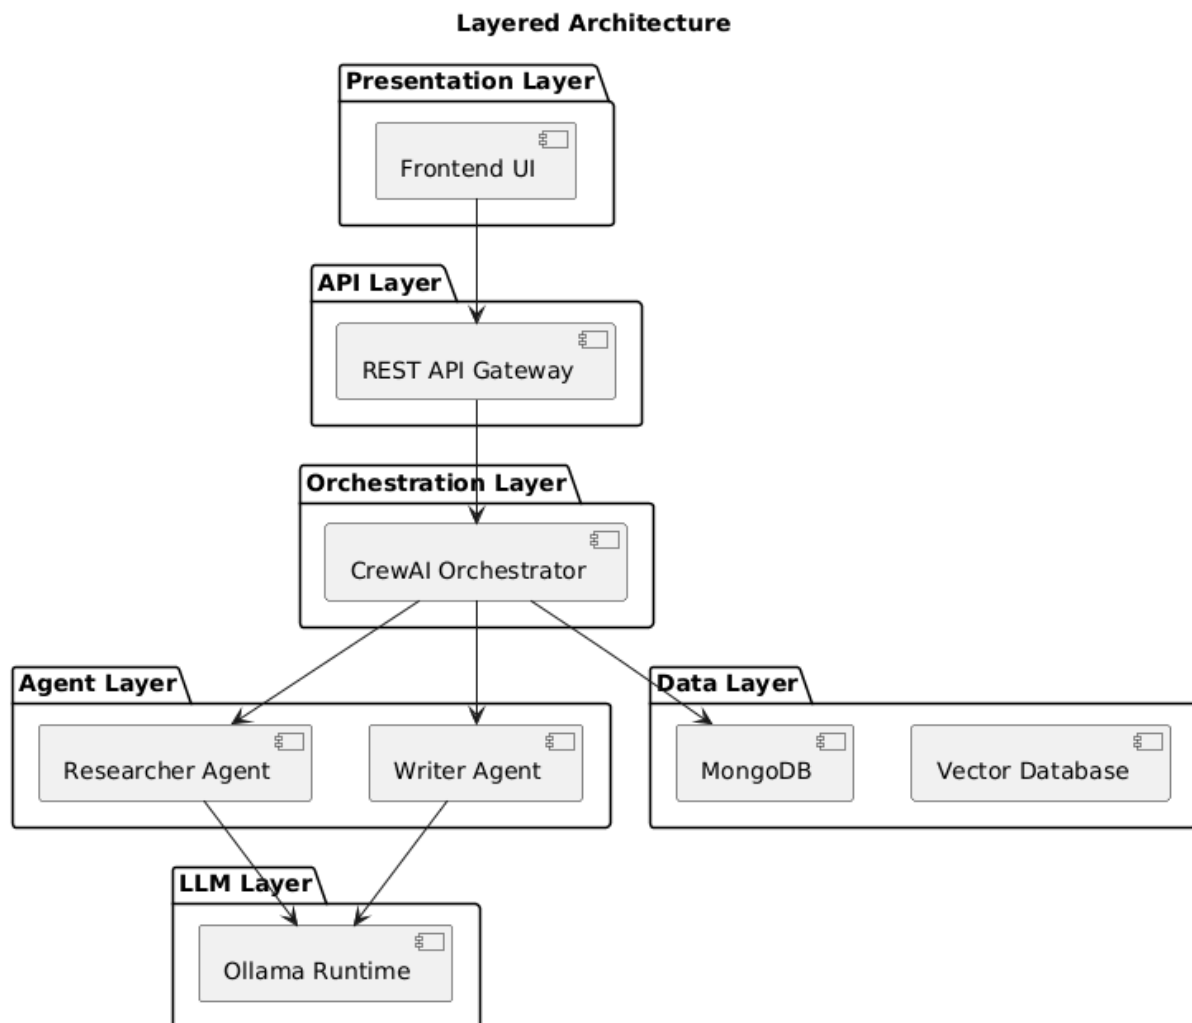 Layered Architecture
Presentation Layer
Frontend UI
API Layer
REST API Gateway
Orchestration Layer
CrewAI Orchestrator
Agent Layer
Researcher Agent
Writer Agent
Data Layer
MongoDB
Vector Database
LLM Layer
Ollama Runtime